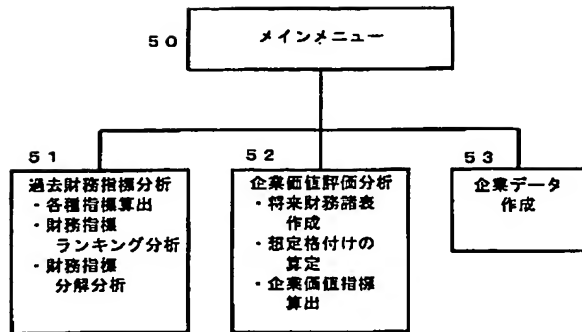 50
メインメニュー
51
過去財務指標分析
・各種指標算出
・財務指標
ランキング分析
・財務指標
分解分析
52
企業価値評価分析
・将来財務諸表
作成
・想定格付けの
算定
・企業価値指標
算出
53
企業データ
作成